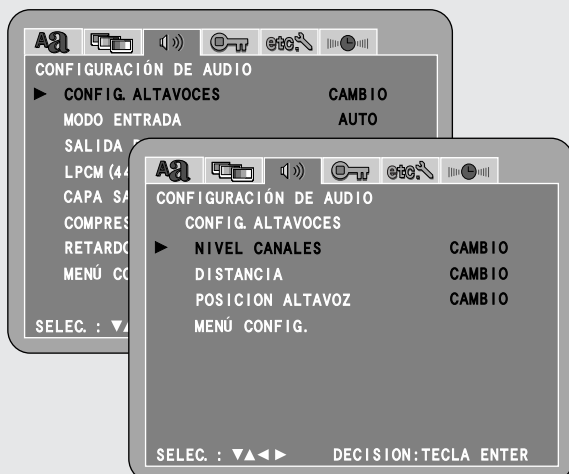 Aa etc.
CONFIGURACIÓN DE AUDIO
▶ CONFIG. ALTAVOCES CAMBIO
MODO ENTRADA AUTO
SALIDA
LPCM (44
CAPA SA
COMPRES
RETARDO
MENÚ CO
SELEC. : ▼▲
Aa etc.
CONFIGURACIÓN DE AUDIO
CONFIG. ALTAVOCES
▶ NIVEL CANALES CAMBIO
DISTANCIA CAMBIO
POSICION ALTAVOZ CAMBIO
MENÚ CONFIG.
SELEC. : ▼▲◀▶ DECISION:TECLA ENTER